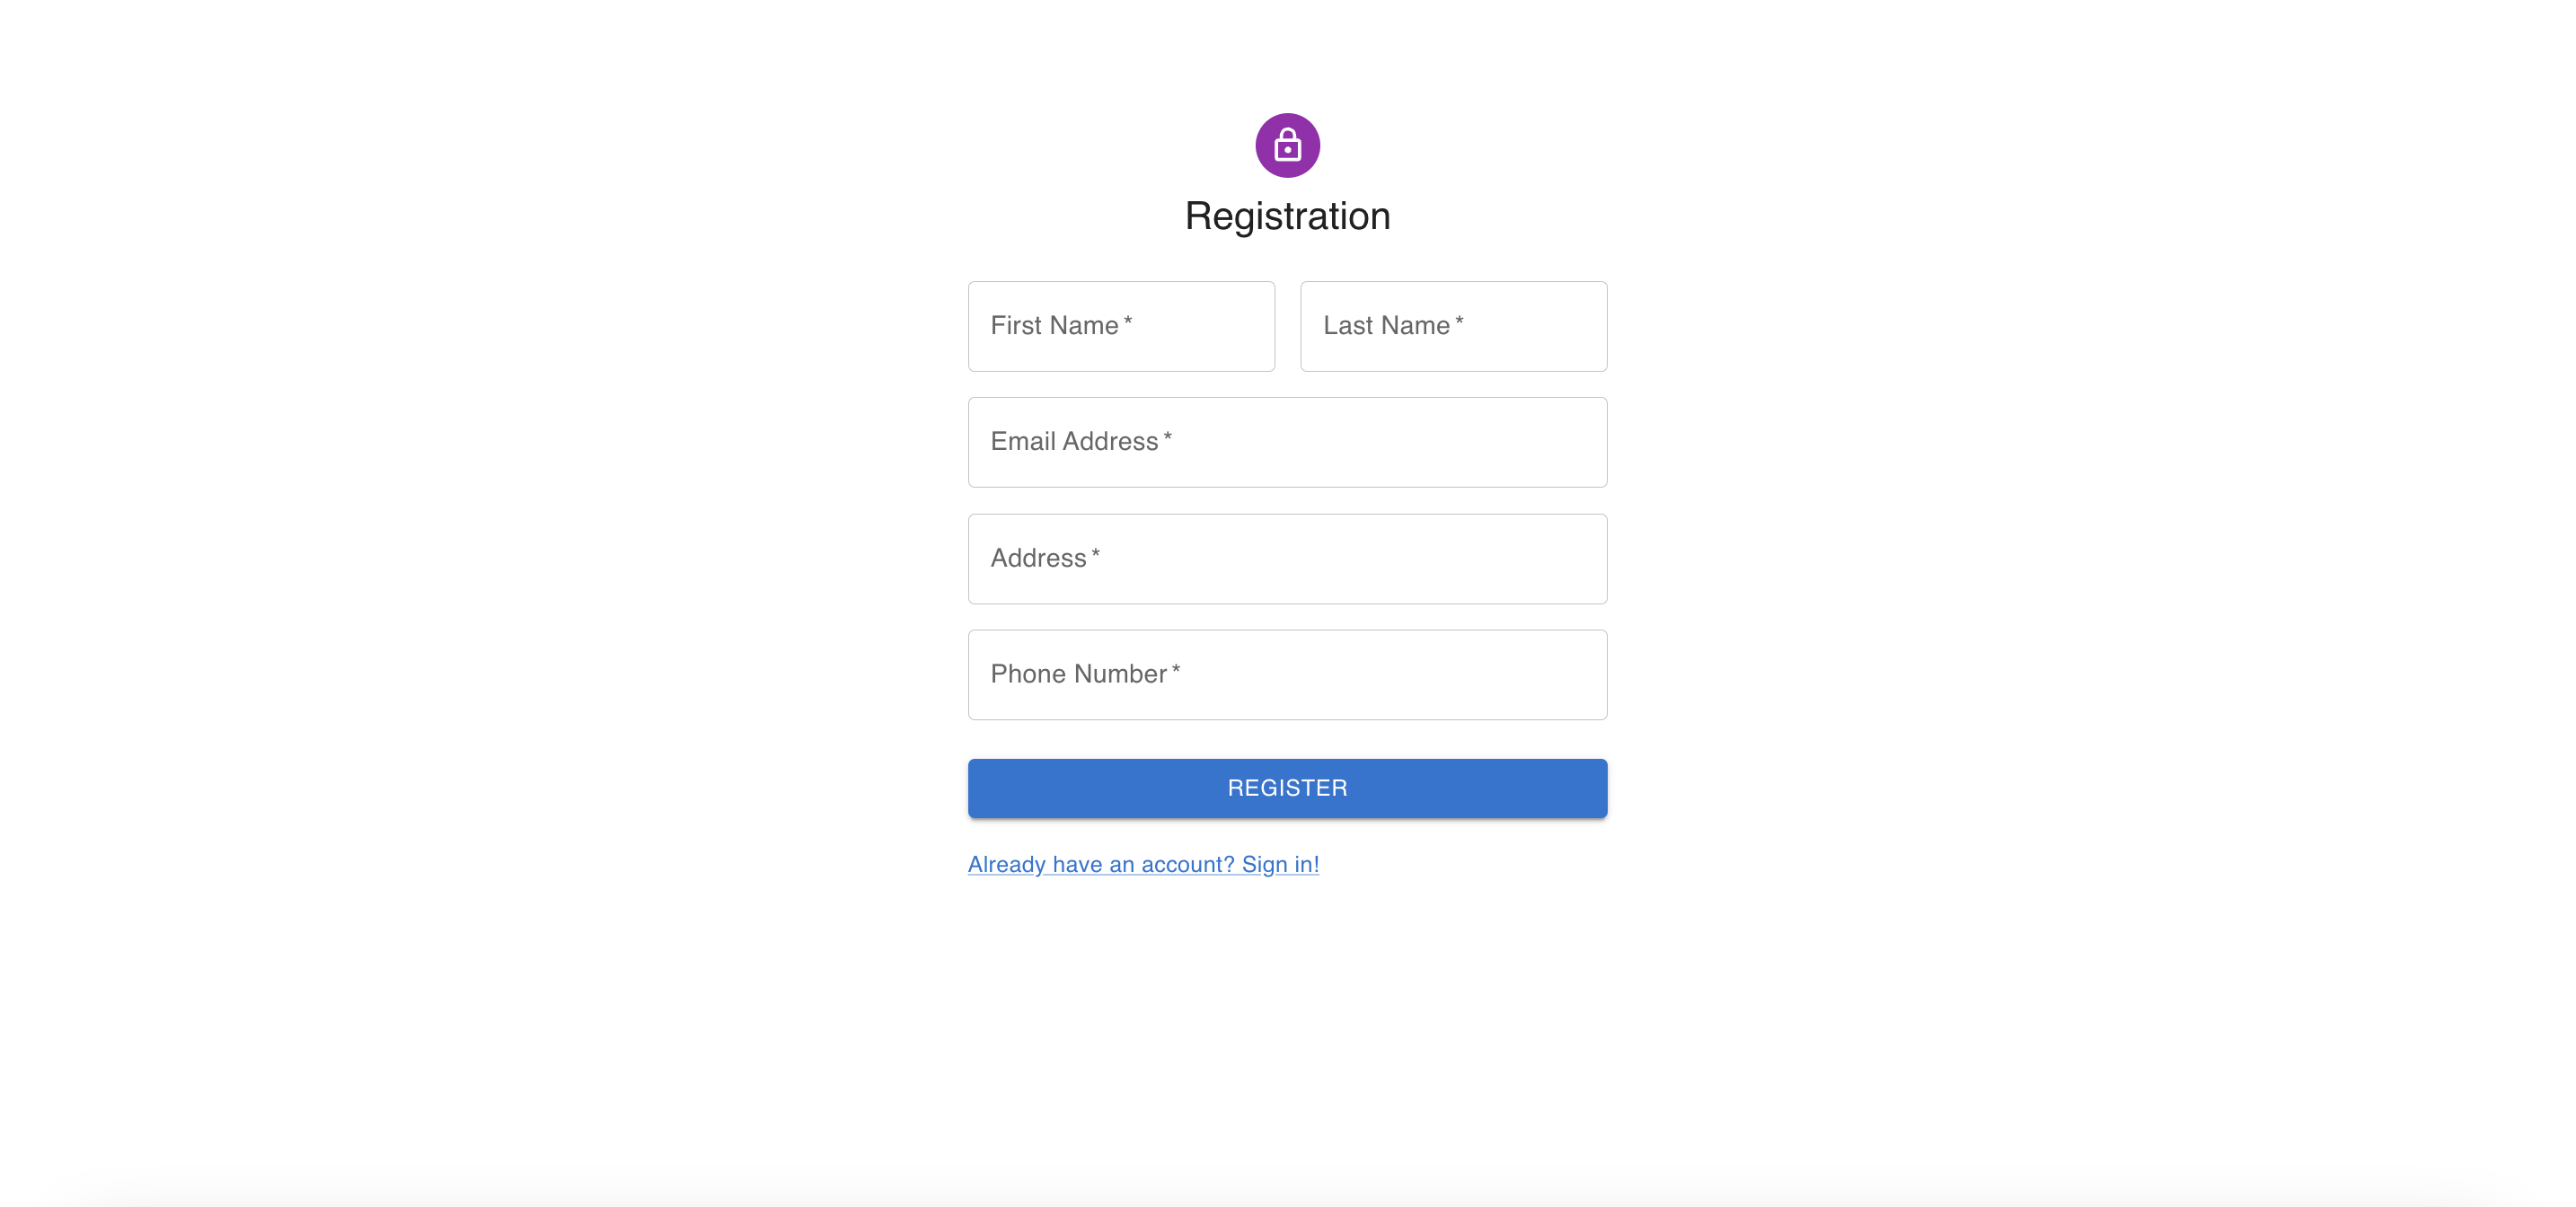 Registration
First Name *
Last Name *
Email Address *
Address *
Phone Number *
REGISTER
Already have an account? Sign in!